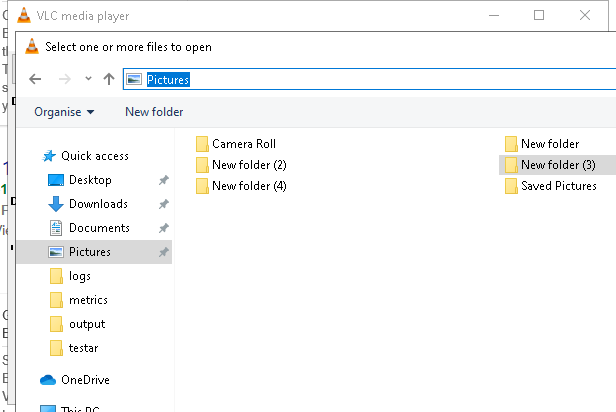 VLC media player
Select one or more files to open
Pictures
Organise
New folder
Camera Roll
New folder
New folder (2)
New folder (3)
New folder (4)
Saved Pictures
Quick access
Desktop
Downloads
Documents
Pictures
logs
metrics
output
testar
OneDrive
This PC